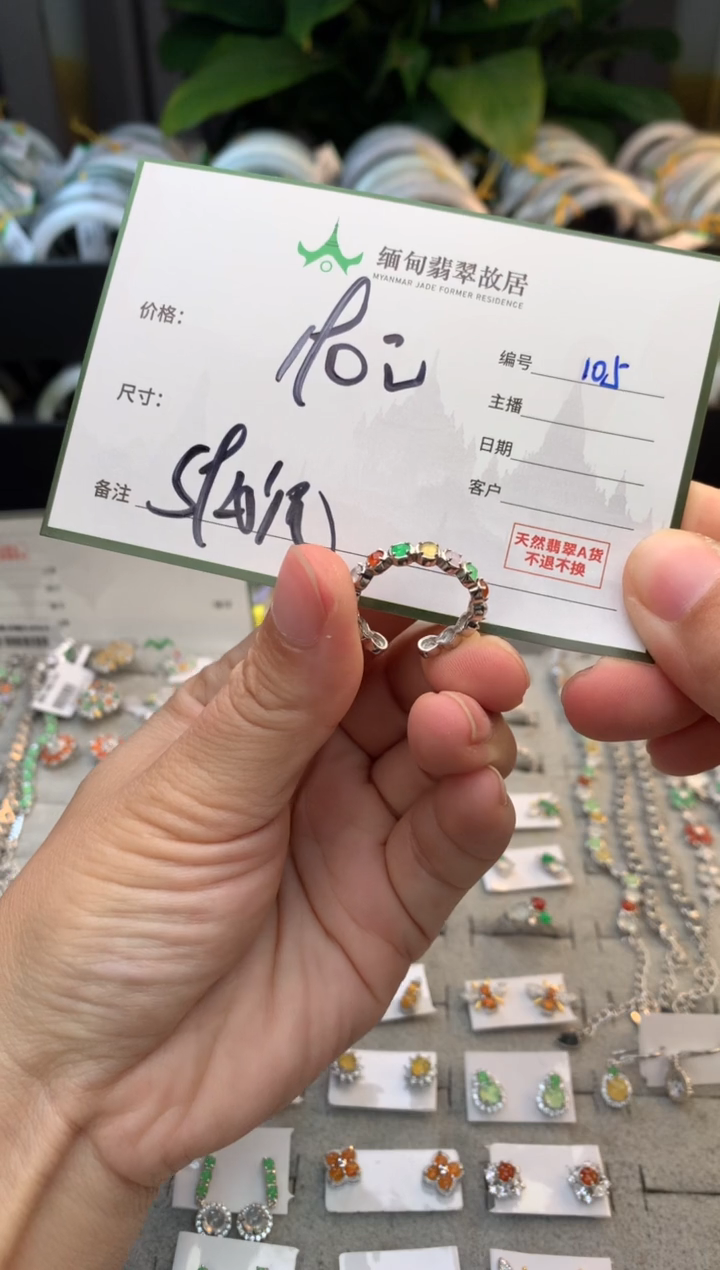 缅甸翡翠故居
MYANMAR JADE FORMER RESIDENCE
价格：
编号 105
尺寸：
主播
日期
客户
备注
天然翡翠A货
不退不换